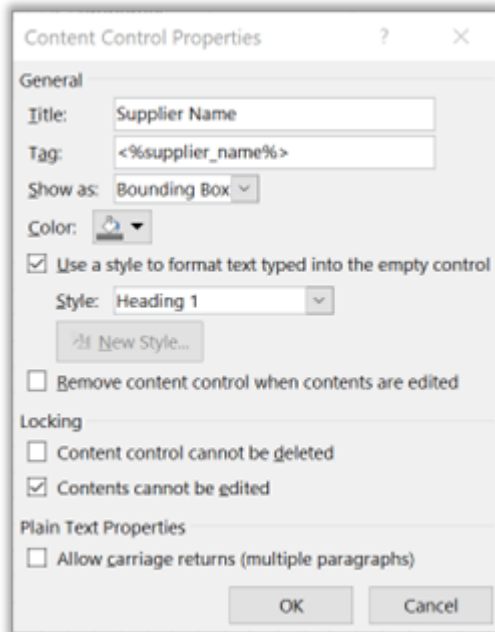 Content Control Properties ? ×
General
Title: Supplier Name
Tag: <%supplier_name%>
Show as: Bounding Box
Color:
Use a style to format text typed into the empty control
Style: Heading 1
New Style...
Remove content control when contents are edited
Locking
Content control cannot be deleted
Contents cannot be edited
Plain Text Properties
Allow carriage returns (multiple paragraphs)
OK Cancel